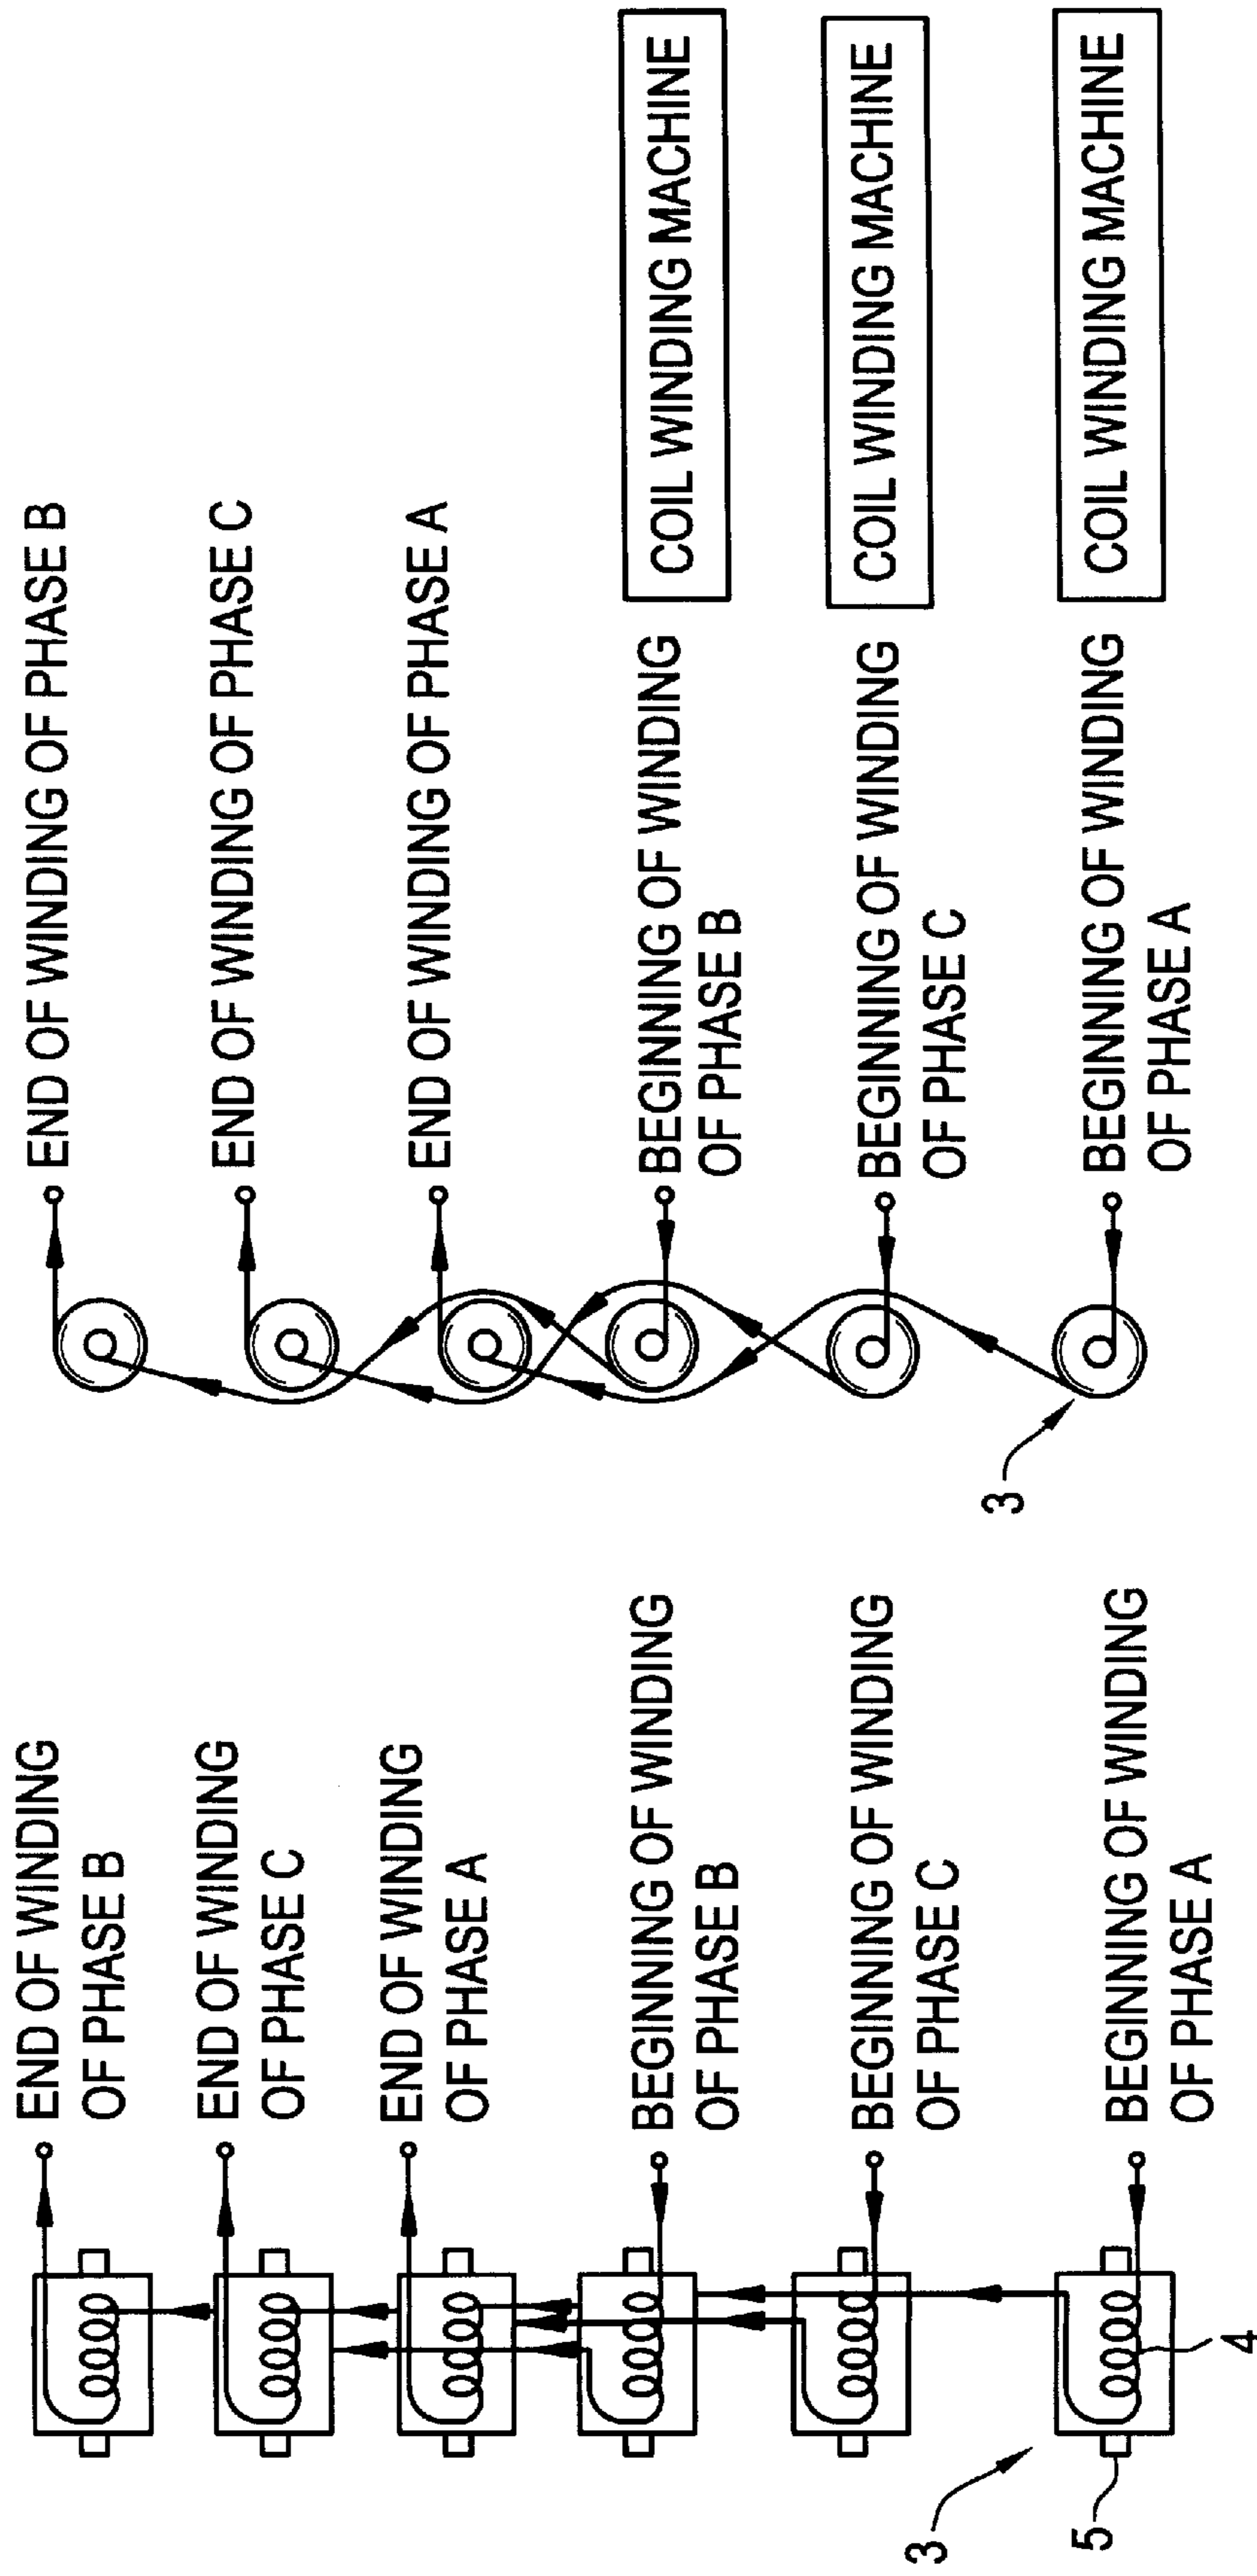 END OF WINDING
OF PHASE B
END OF WINDING
OF PHASE C
END OF WINDING
OF PHASE A
BEGINNING OF WINDING
OF PHASE B
BEGINNING OF WINDING
OF PHASE C
BEGINNING OF WINDING
OF PHASE A
3
5
4
END OF WINDING OF PHASE B
END OF WINDING OF PHASE C
END OF WINDING OF PHASE A
BEGINNING OF WINDING
OF PHASE B
COIL WINDING MACHINE
BEGINNING OF WINDING
OF PHASE C
COIL WINDING MACHINE
BEGINNING OF WINDING
OF PHASE A
COIL WINDING MACHINE
3